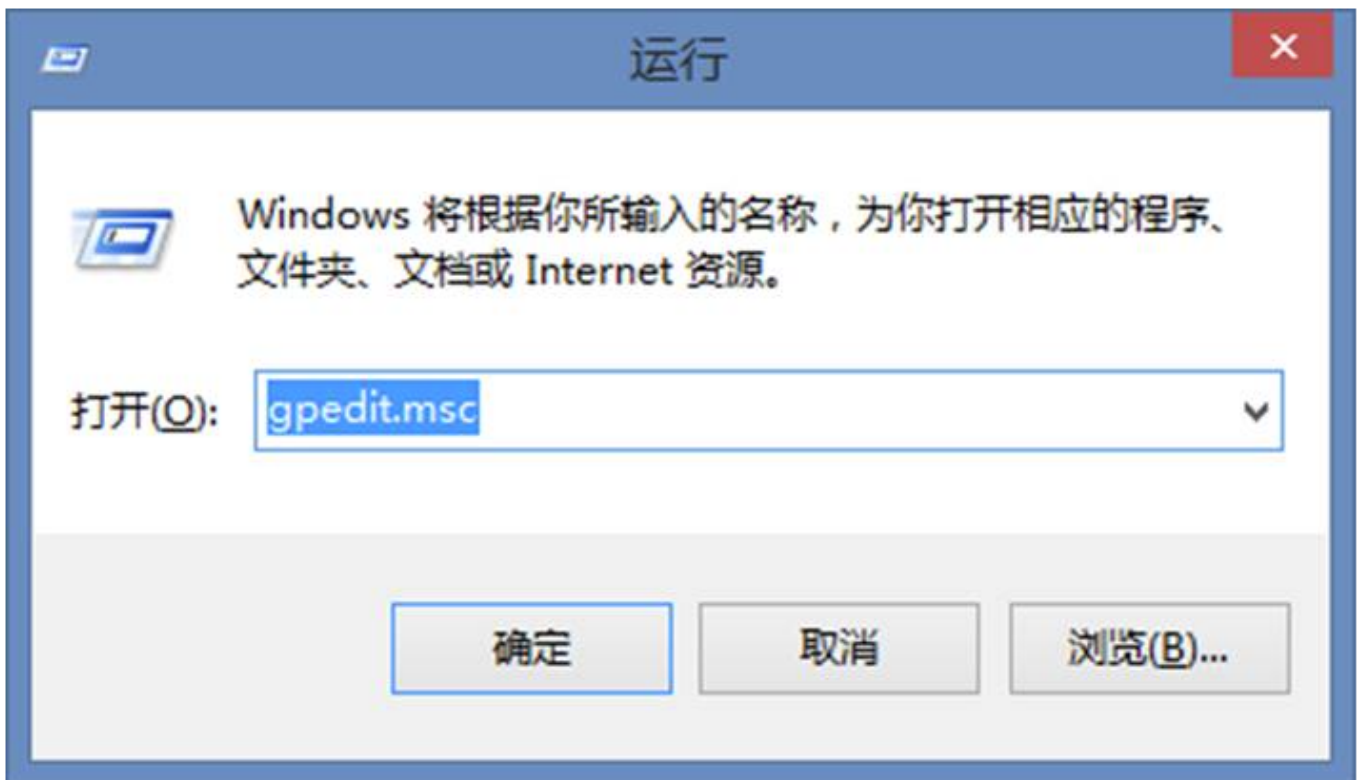 运行
Windows 将根据你所输入的名称，为你打开相应的程序、
文件夹、文档或 Internet 资源。
打开(O): gpedit.msc
确定 取消 浏览(B)...